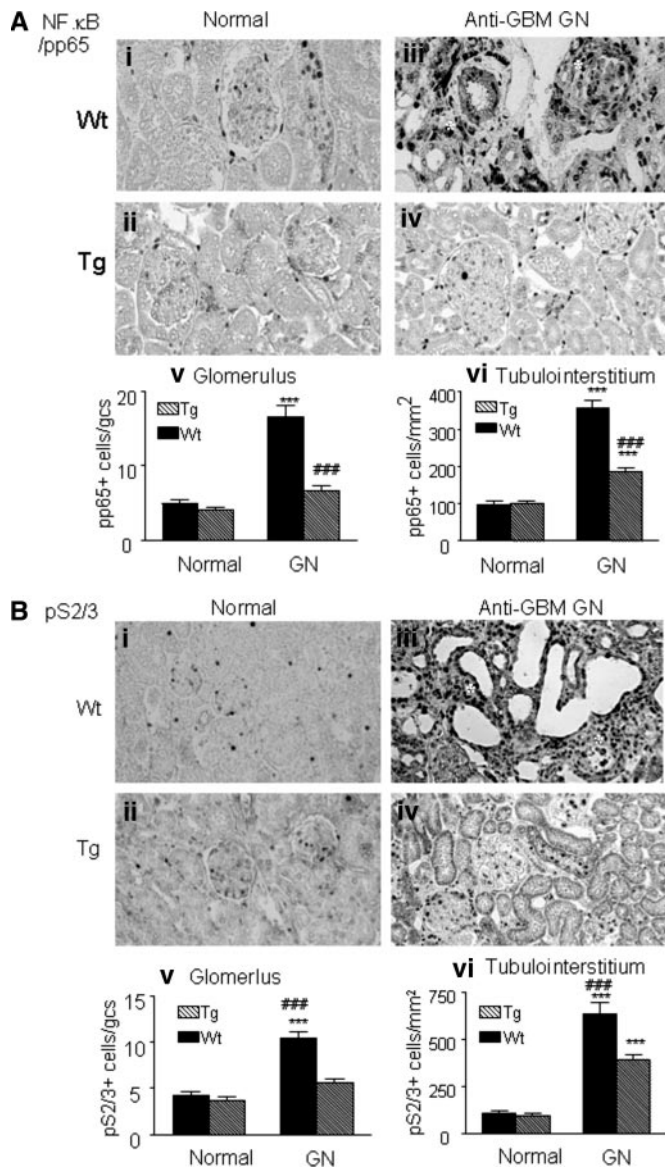 A NF.κB /pp65
Normal Anti-GBM GN
i iii
Wt
ii iv
Tg
v Glomerulus
pp65+ cells/gcs
20
10
0
Tg
Wt
***
###
Normal GN
vi Tubulointerstitium
pp65+ cells/mm²
400
300
200
100
0
Tg
Wt
***
###
***
Normal GN
B pS2/3
Normal Anti-GBM GN
i iii
Wt
ii iv
Tg
v Glomerlus
pS2/3+ cells/gcs
15
10
5
0
Tg
Wt
###
***
Normal GN
vi Tubulointerstitium
pS2/3+ cells/mm²
750
500
250
0
Tg
Wt
###
***
***
Normal GN